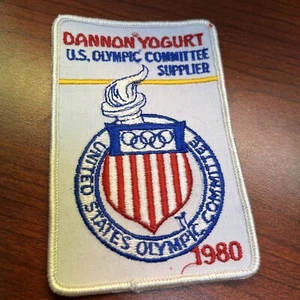 DANNON YOGURT
U.S. OLYMPIC COMMITTEE
SUPPLIER
UNITED STATES OLYMPIC COMMITTEE
1980